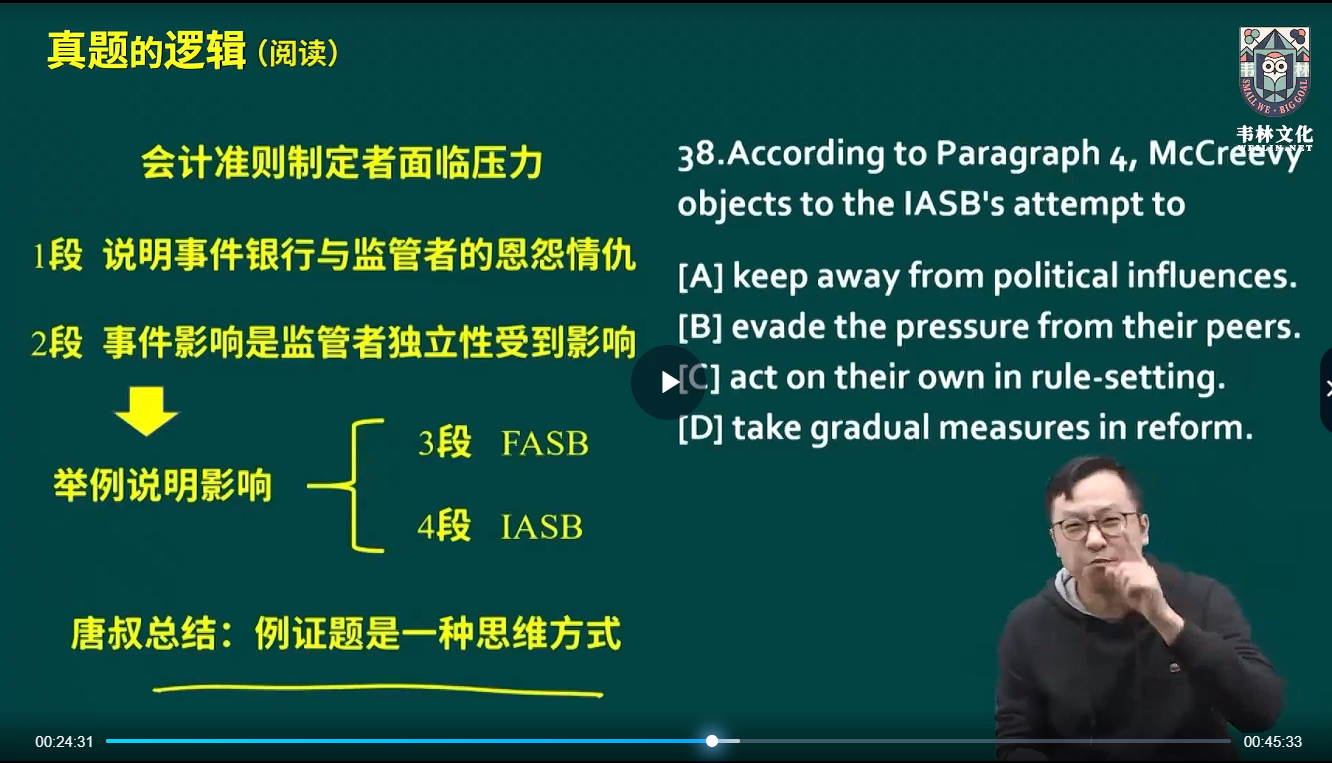 真题的逻辑（阅读）
韦林
SMALL WE · BIG GOAL
韦林文化
WEILIN.NET
会计准则制定者面临压力
1段 说明事件银行与监管者的恩怨情仇
2段 事件影响是监管者独立性受到影响
举例说明影响
3段 FASB
4段 IASB
唐叔总结：例证题是一种思维方式
38.According to Paragraph 4, McCreevy
objects to the IASB's attempt to
[A] keep away from political influences.
[B] evade the pressure from their peers.
[C] act on their own in rule-setting.
[D] take gradual measures in reform.
00:24:31
00:45:33